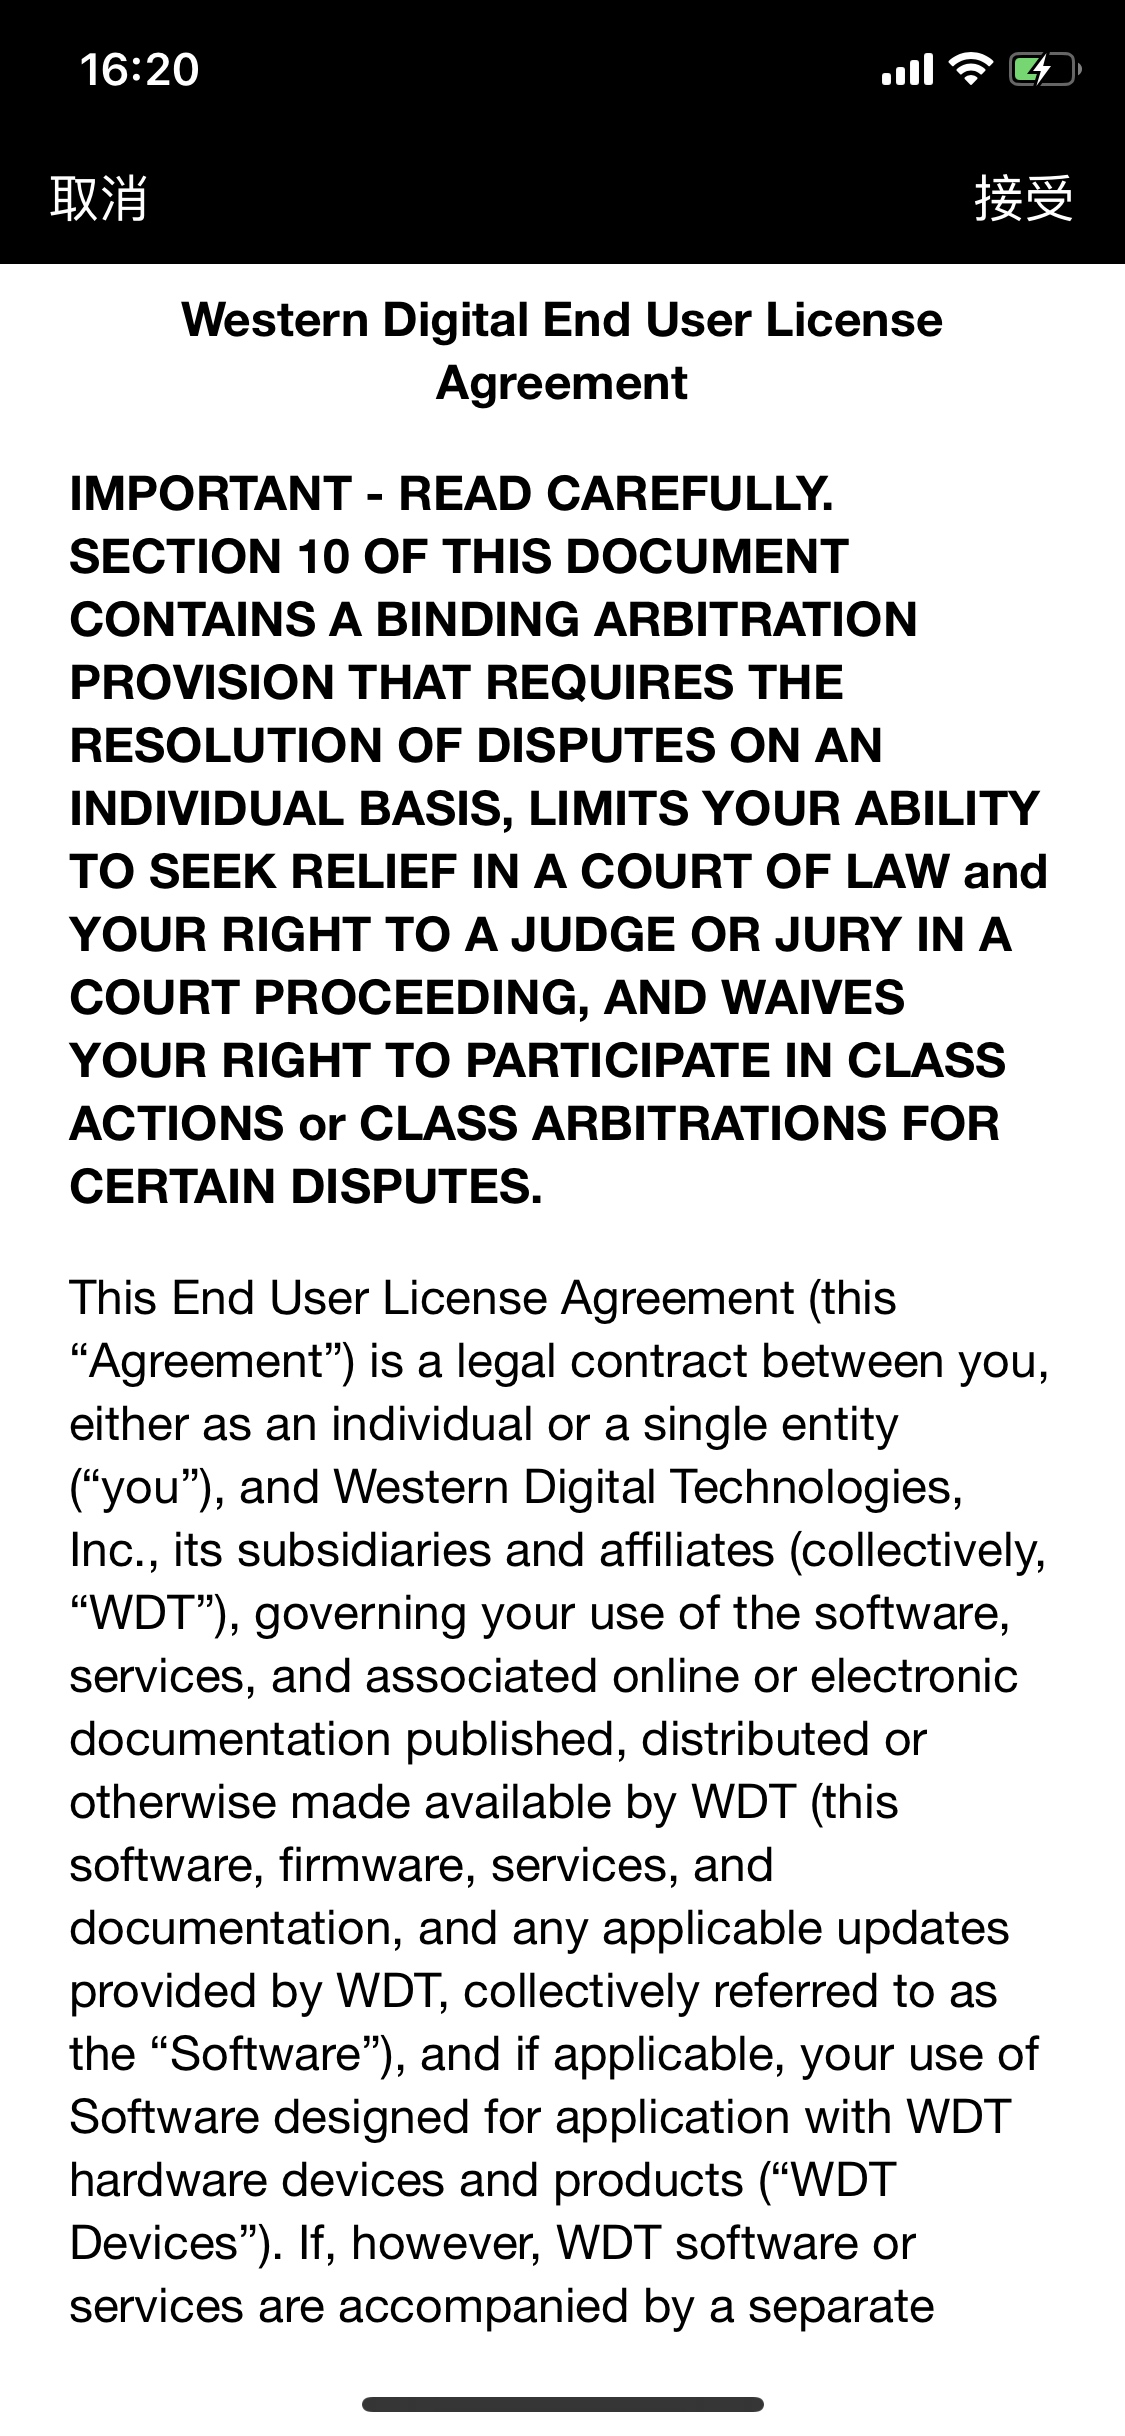 16:20
取消
接受
Western Digital End User License
Agreement
IMPORTANT - READ CAREFULLY.
SECTION 10 OF THIS DOCUMENT
CONTAINS A BINDING ARBITRATION
PROVISION THAT REQUIRES THE
RESOLUTION OF DISPUTES ON AN
INDIVIDUAL BASIS, LIMITS YOUR ABILITY
TO SEEK RELIEF IN A COURT OF LAW and
YOUR RIGHT TO A JUDGE OR JURY IN A
COURT PROCEEDING, AND WAIVES
YOUR RIGHT TO PARTICIPATE IN CLASS
ACTIONS or CLASS ARBITRATIONS FOR
CERTAIN DISPUTES.
This End User License Agreement (this
“Agreement”) is a legal contract between you,
either as an individual or a single entity
(“you”), and Western Digital Technologies,
Inc., its subsidiaries and affiliates (collectively,
“WDT”), governing your use of the software,
services, and associated online or electronic
documentation published, distributed or
otherwise made available by WDT (this
software, firmware, services, and
documentation, and any applicable updates
provided by WDT, collectively referred to as
the “Software”), and if applicable, your use of
Software designed for application with WDT
hardware devices and products (“WDT
Devices”). If, however, WDT software or
services are accompanied by a separate